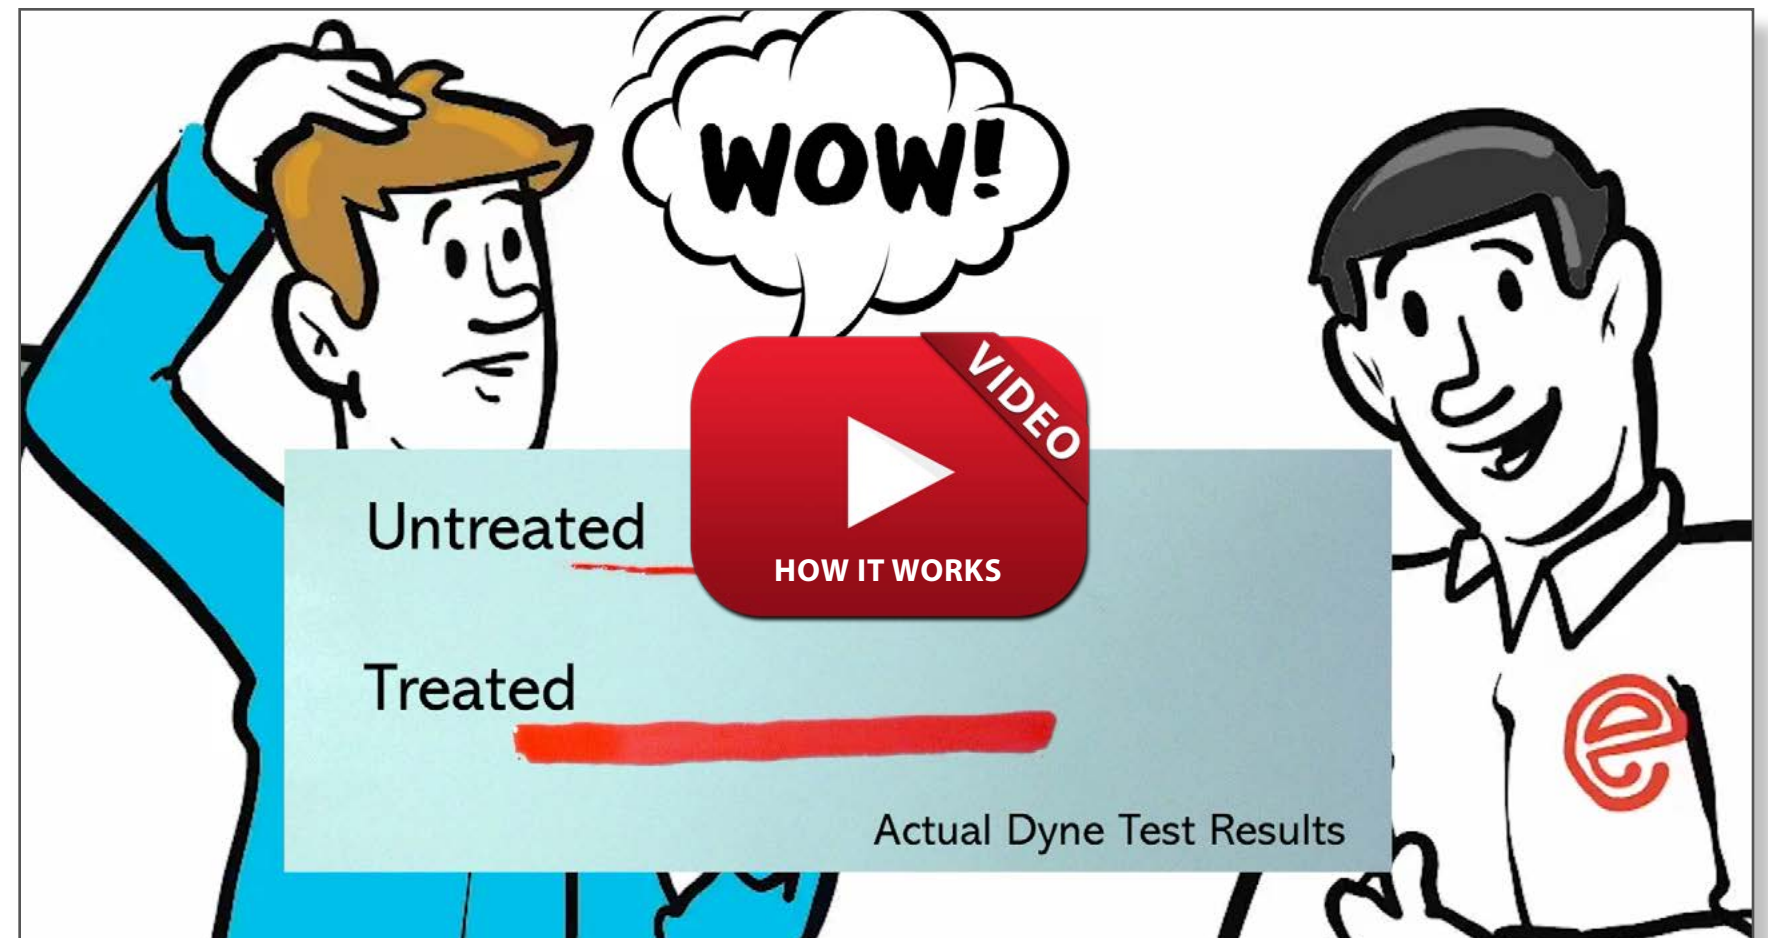 WOW!
VIDEO
HOW IT WORKS
Untreated
Treated
Actual Dyne Test Results
e